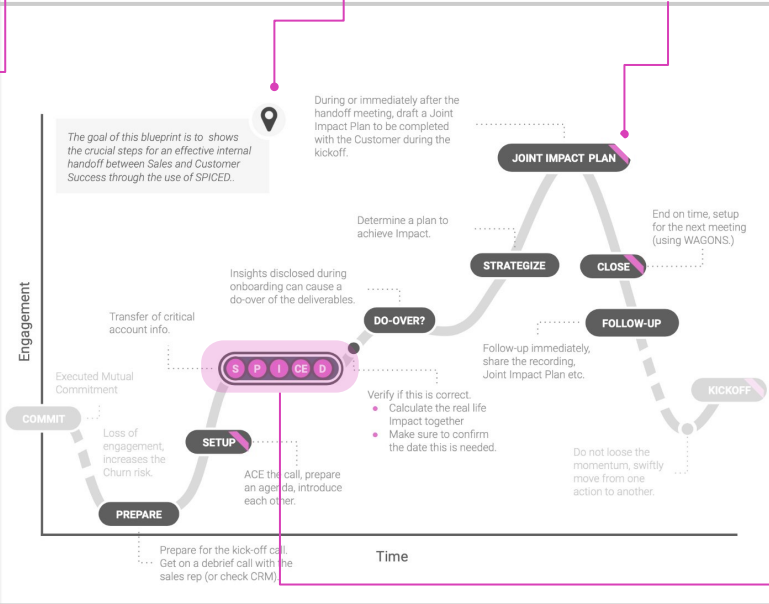 During or immediately after the
handoff meeting, draft a Joint
Impact Plan to be completed
with the Customer during the
kickoff.
The goal of this blueprint is to  shows
the crucial steps for an effective internal
handoff between Sales and Customer
Success through the use of SPICED..
JOINT IMPACT PLAN
Determine a plan to
achieve Impact.
End on time, setup
for the next meeting
(using WAGONS.)
STRATEGIZE
CLOSE
Insights disclosed during
onboarding can cause a
do-over of the deliverables.
Transfer of critical
account info.
DO-OVER?
FOLLOW-UP
Engagement
S P I CE D
Follow-up immediately,
share the recording,
Joint Impact Plan etc.
Executed Mutual
Commitment
Verify if this is correct.
● Calculate the real life
Impact together
● Make sure to confirm
the date this is needed.
KICKOFF
COMMIT
Loss of
engagement,
increases the
Churn risk.
SETUP
Do not loose the
momentum, swiftly
move from one
action to another.
ACE the call, prepare
an agenda, introduce
each other.
PREPARE
Prepare for the kick-off call.
Get on a debrief call with the
sales rep (or check CRM).
Time